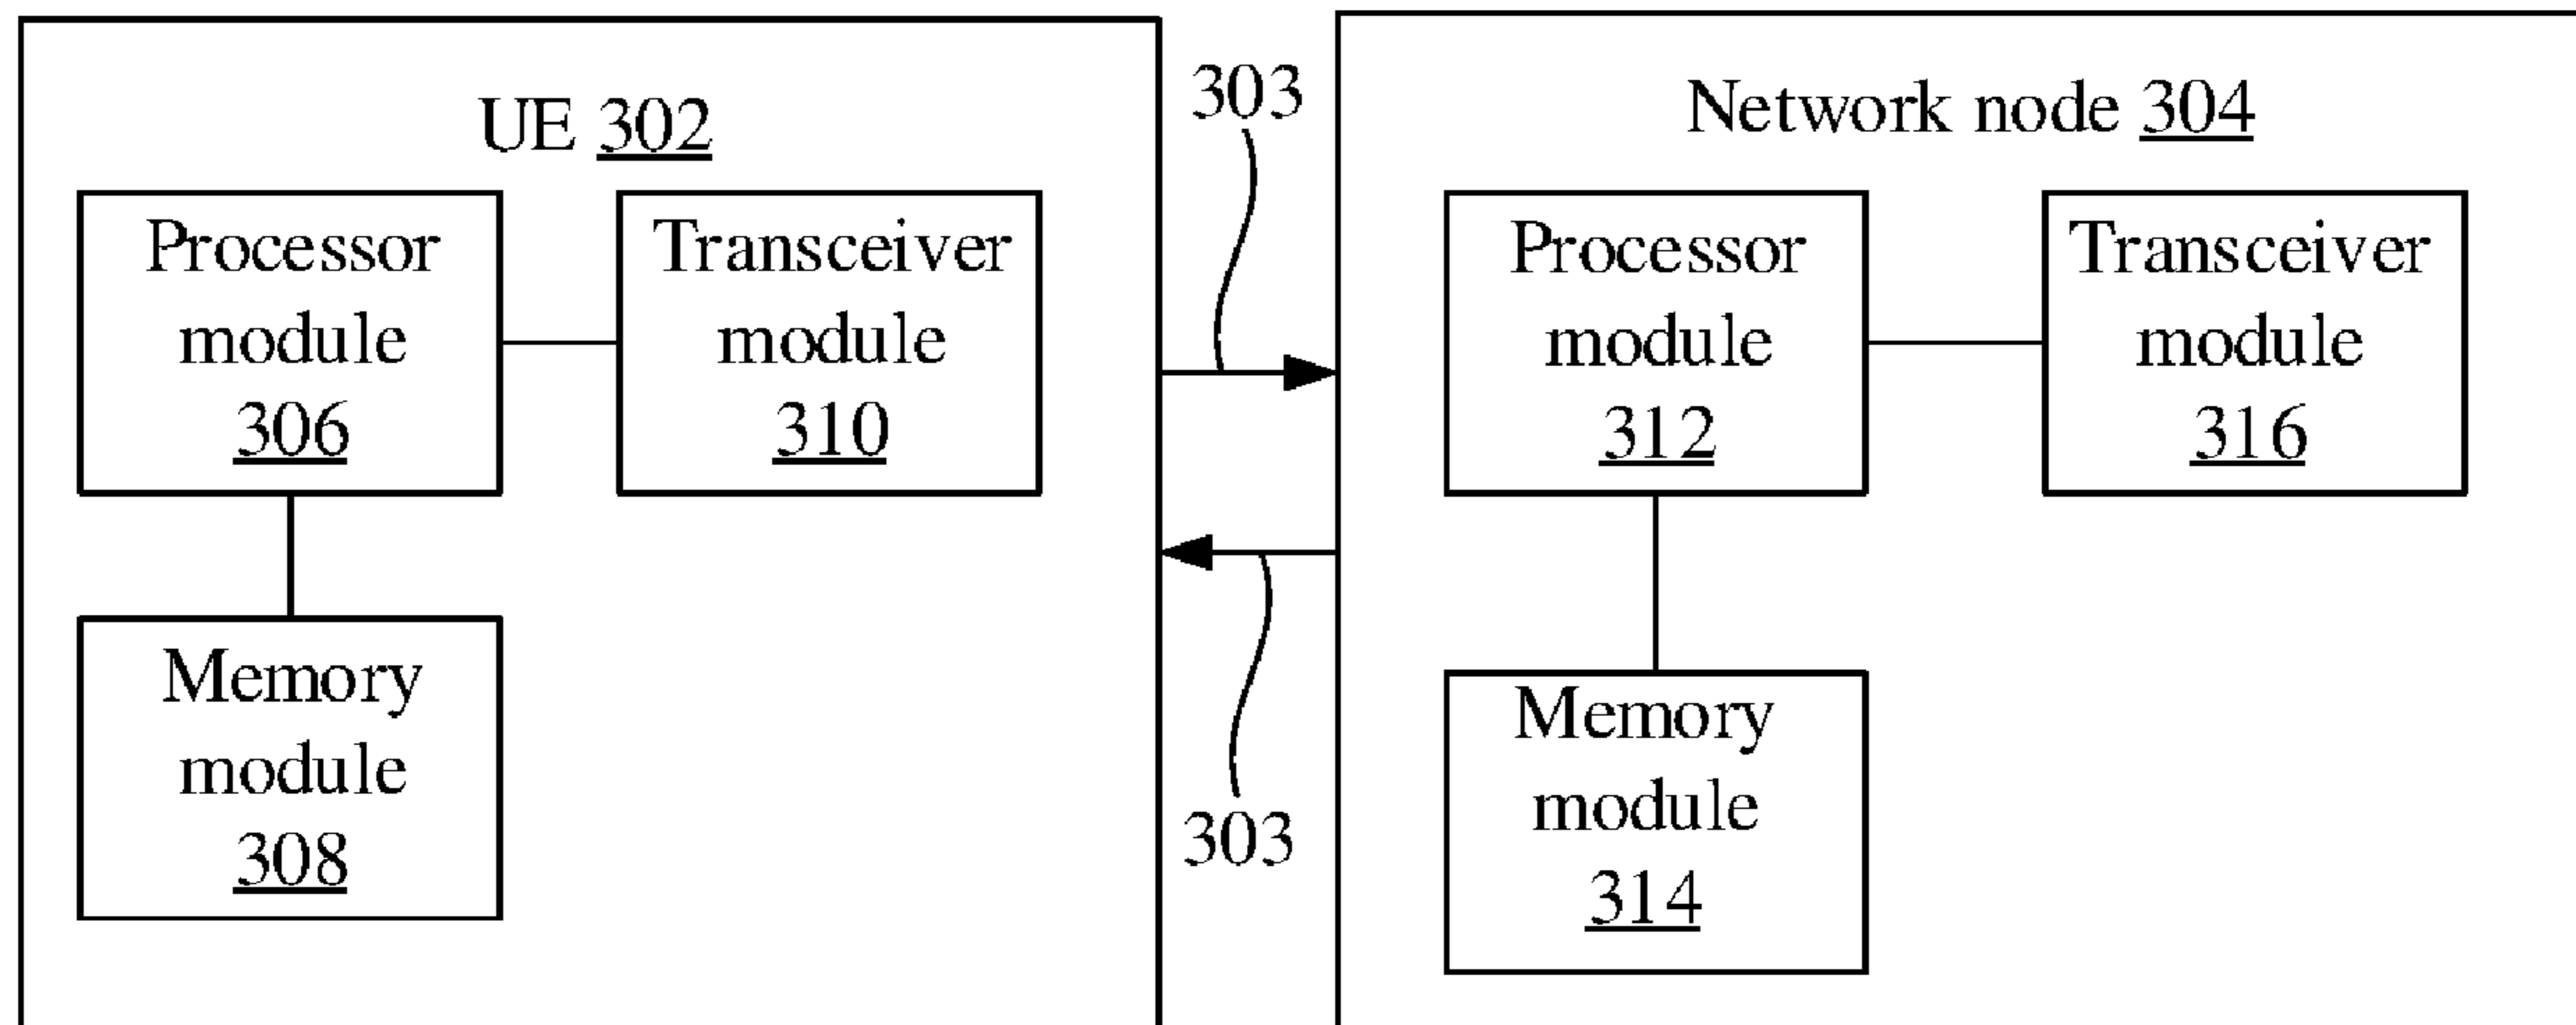 UE 302
Processor
module
306
Transceiver
module
310
Memory
module
308
303
303
Network node 304
Processor
module
312
Transceiver
module
316
Memory
module
314